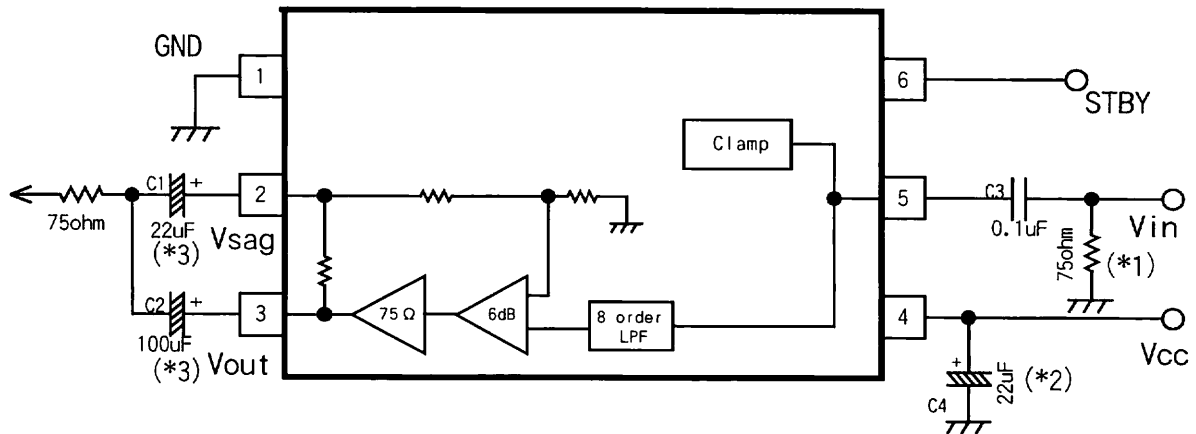 GND
1
6
STBY
Clamp
C1
+
2
5
C3
75ohm
22uF
Vsag
(*3)
0.1uF
Vin
75ohm
(*1)
C2
+
3
75Ω
6dB
8 order
LPF
4
100uF
Vout
(*3)
Vcc
+
22uF
(*2)
C4